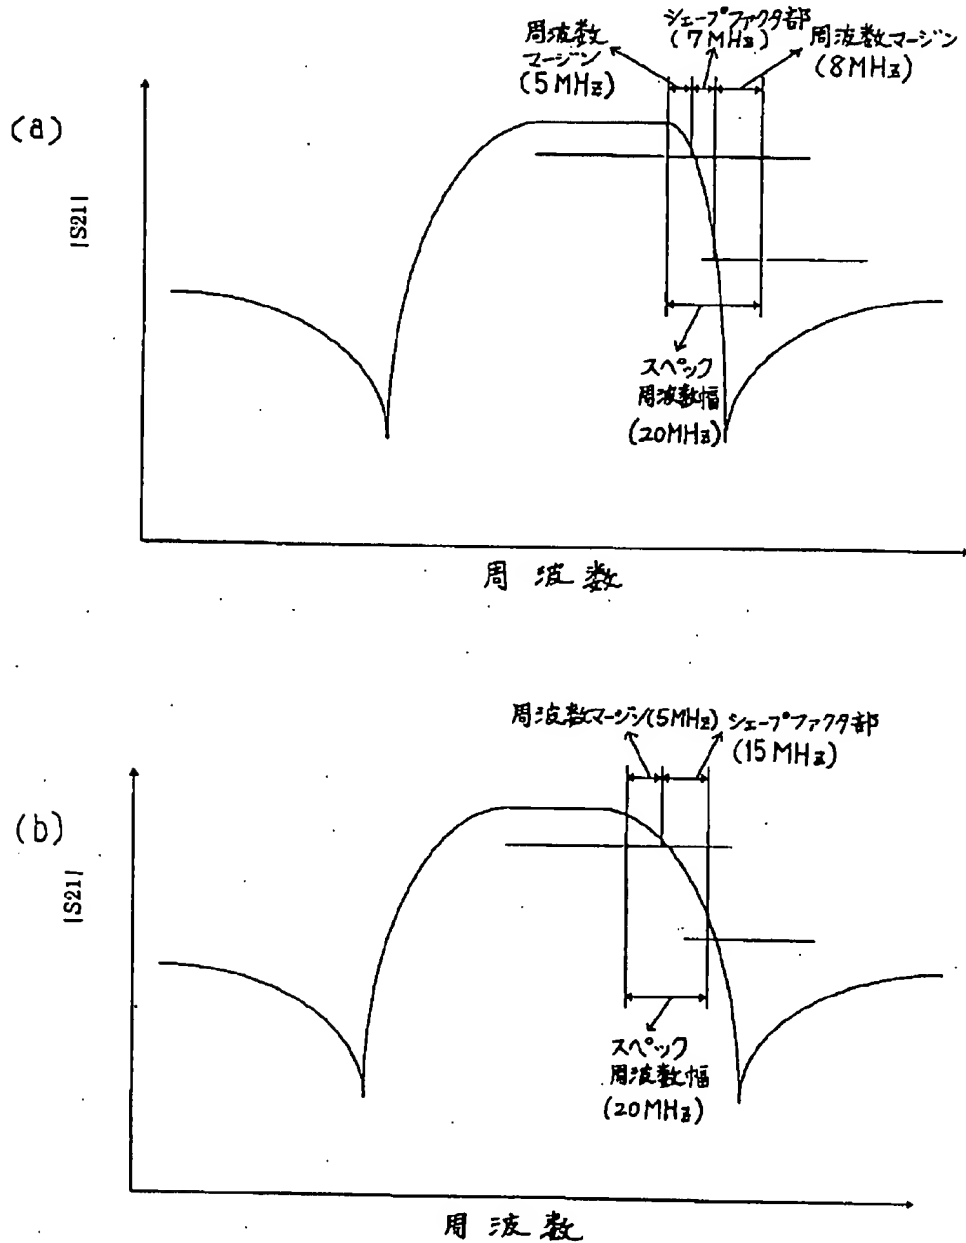 (a)
|S21|
周波数
マージン
(5MHz)
シェープファクタ部
(7MHz)
周波数マージン
(8MHz)
スペック
周波数幅
(20MHz)
周波数
(b)
|S21|
周波数マージン(5MHz)
シェープファクタ部
(15MHz)
スペック
周波数幅
(20MHz)
周波数